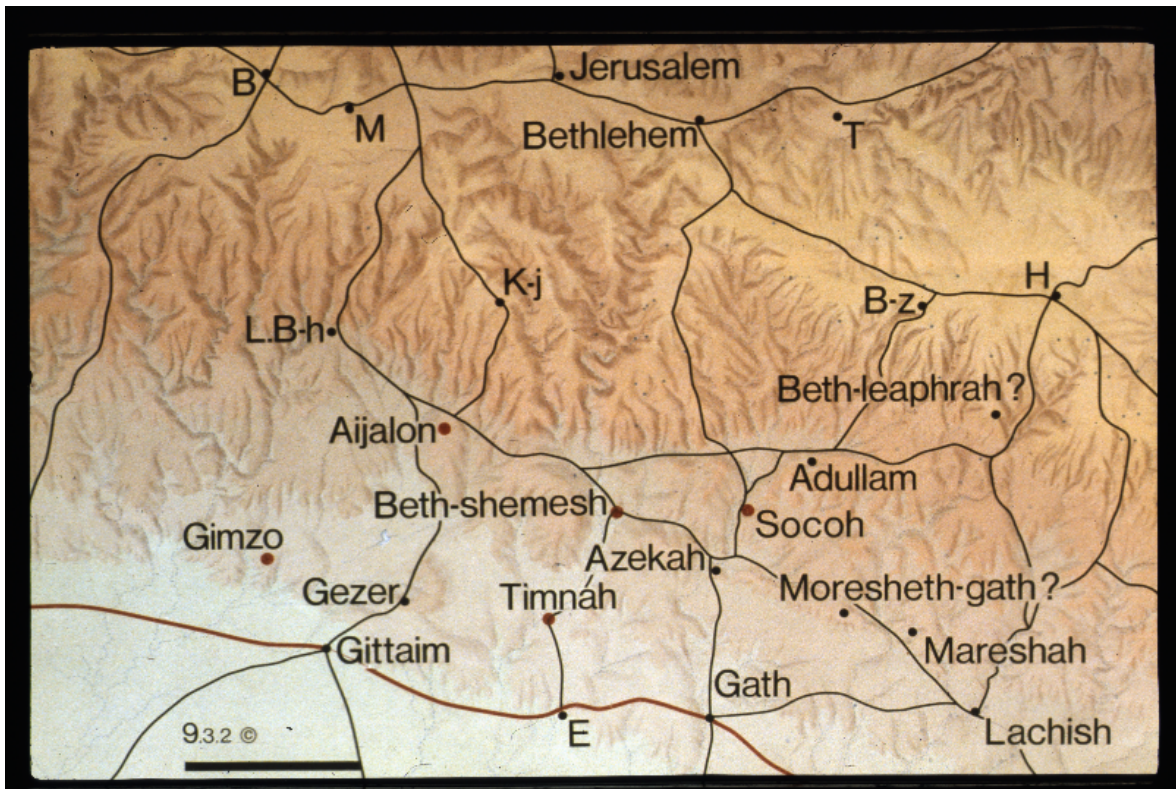 Jerusalem
B
M
Bethlehem
T
K-j
H
B-z
L.B-h
Beth-leaphrah?
Aijalon
Adullam
Beth-shemesh
Socoh
Gimzo
Azekah
Moresheth-gath?
Gezer
Timnah
Gittaim
Mareshah
Gath
E
Lachish
9.3.2 ©